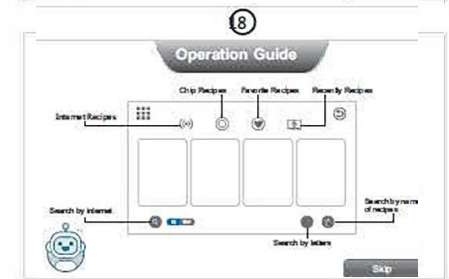 18
Operation Guide
Chip Recipes Favorite Recipes Recently Recipes
Internet Recipes
Search by internet
Search by name
of recipes
Search by letters
Skip